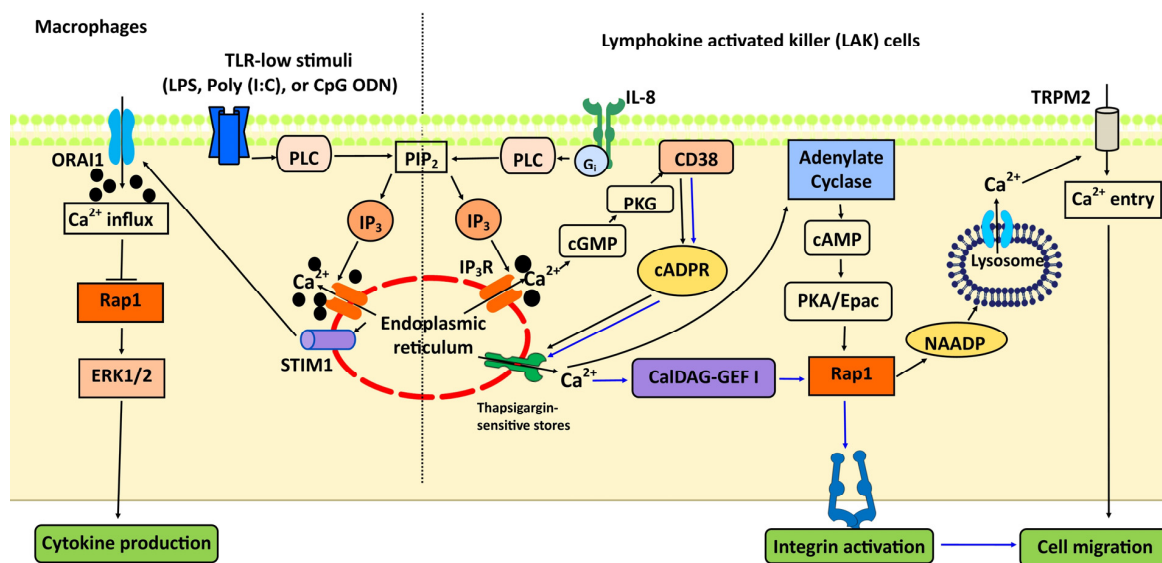 Macrophages
Lymphokine activated killer (LAK) cells
TLR-low stimuli
(LPS, Poly (I:C), or CpG ODN)
IL-8
TRPM2
ORAI1
PLC
PIP₂
PLC
Gᵢ
CD38
Adenylate
Cyclase
Ca²⁺
Ca²⁺ influx
IP₃
IP₃
PKG
cGMP
cAMP
Ca²⁺ entry
Lysosome
Ca²⁺
IP₃R
Ca²⁺
cADPR
Rap1
PKA/Epac
Endoplasmic
reticulum
STIM1
NAADP
ERK1/2
Ca²⁺
CalDAG-GEF I
Rap1
Thapsigargin-
sensitive stores
Cytokine production
Integrin activation
Cell migration